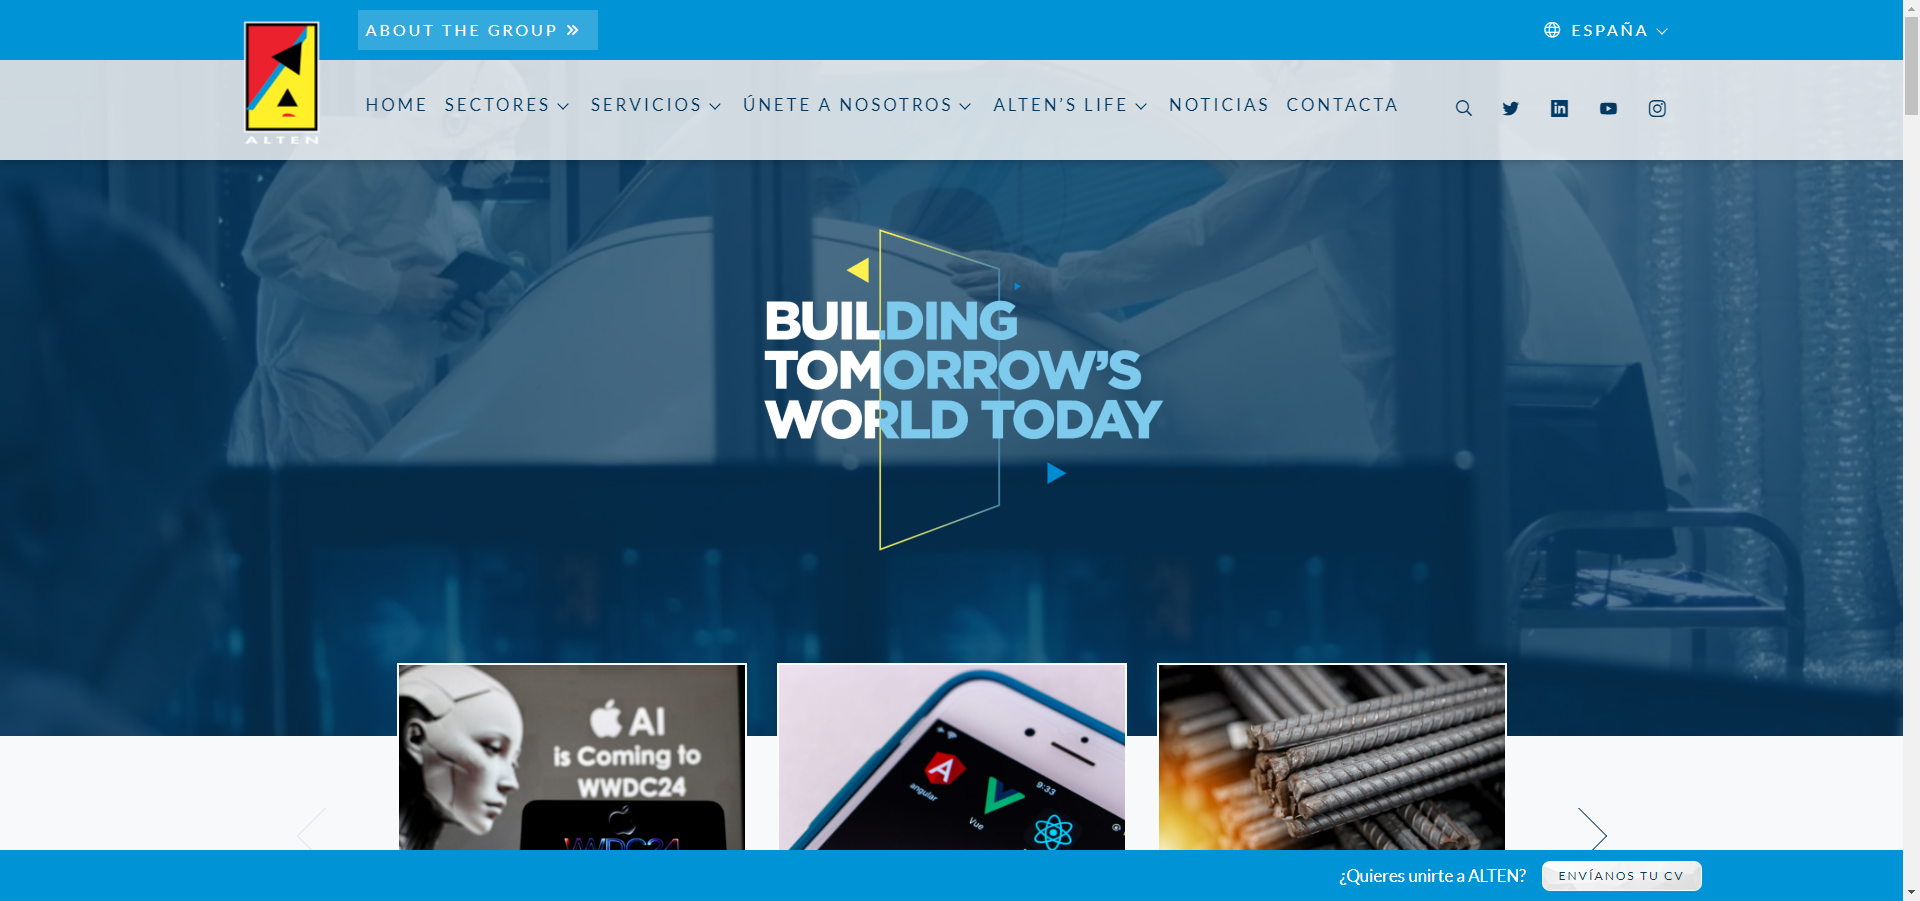 ABOUT THE GROUP »
ESPAÑA
ALTEN
HOME SECTORES SERVICIOS ÚNETE A NOSOTROS ALTEN'S LIFE NOTICIAS CONTACTA
BUILDING
TOMORROW'S
WORLD TODAY
AI
is Coming to
WWDC24
WWDC24
9:33
angular
Vue
¿Quieres unirte a ALTEN? ENVÍANOS TU CV